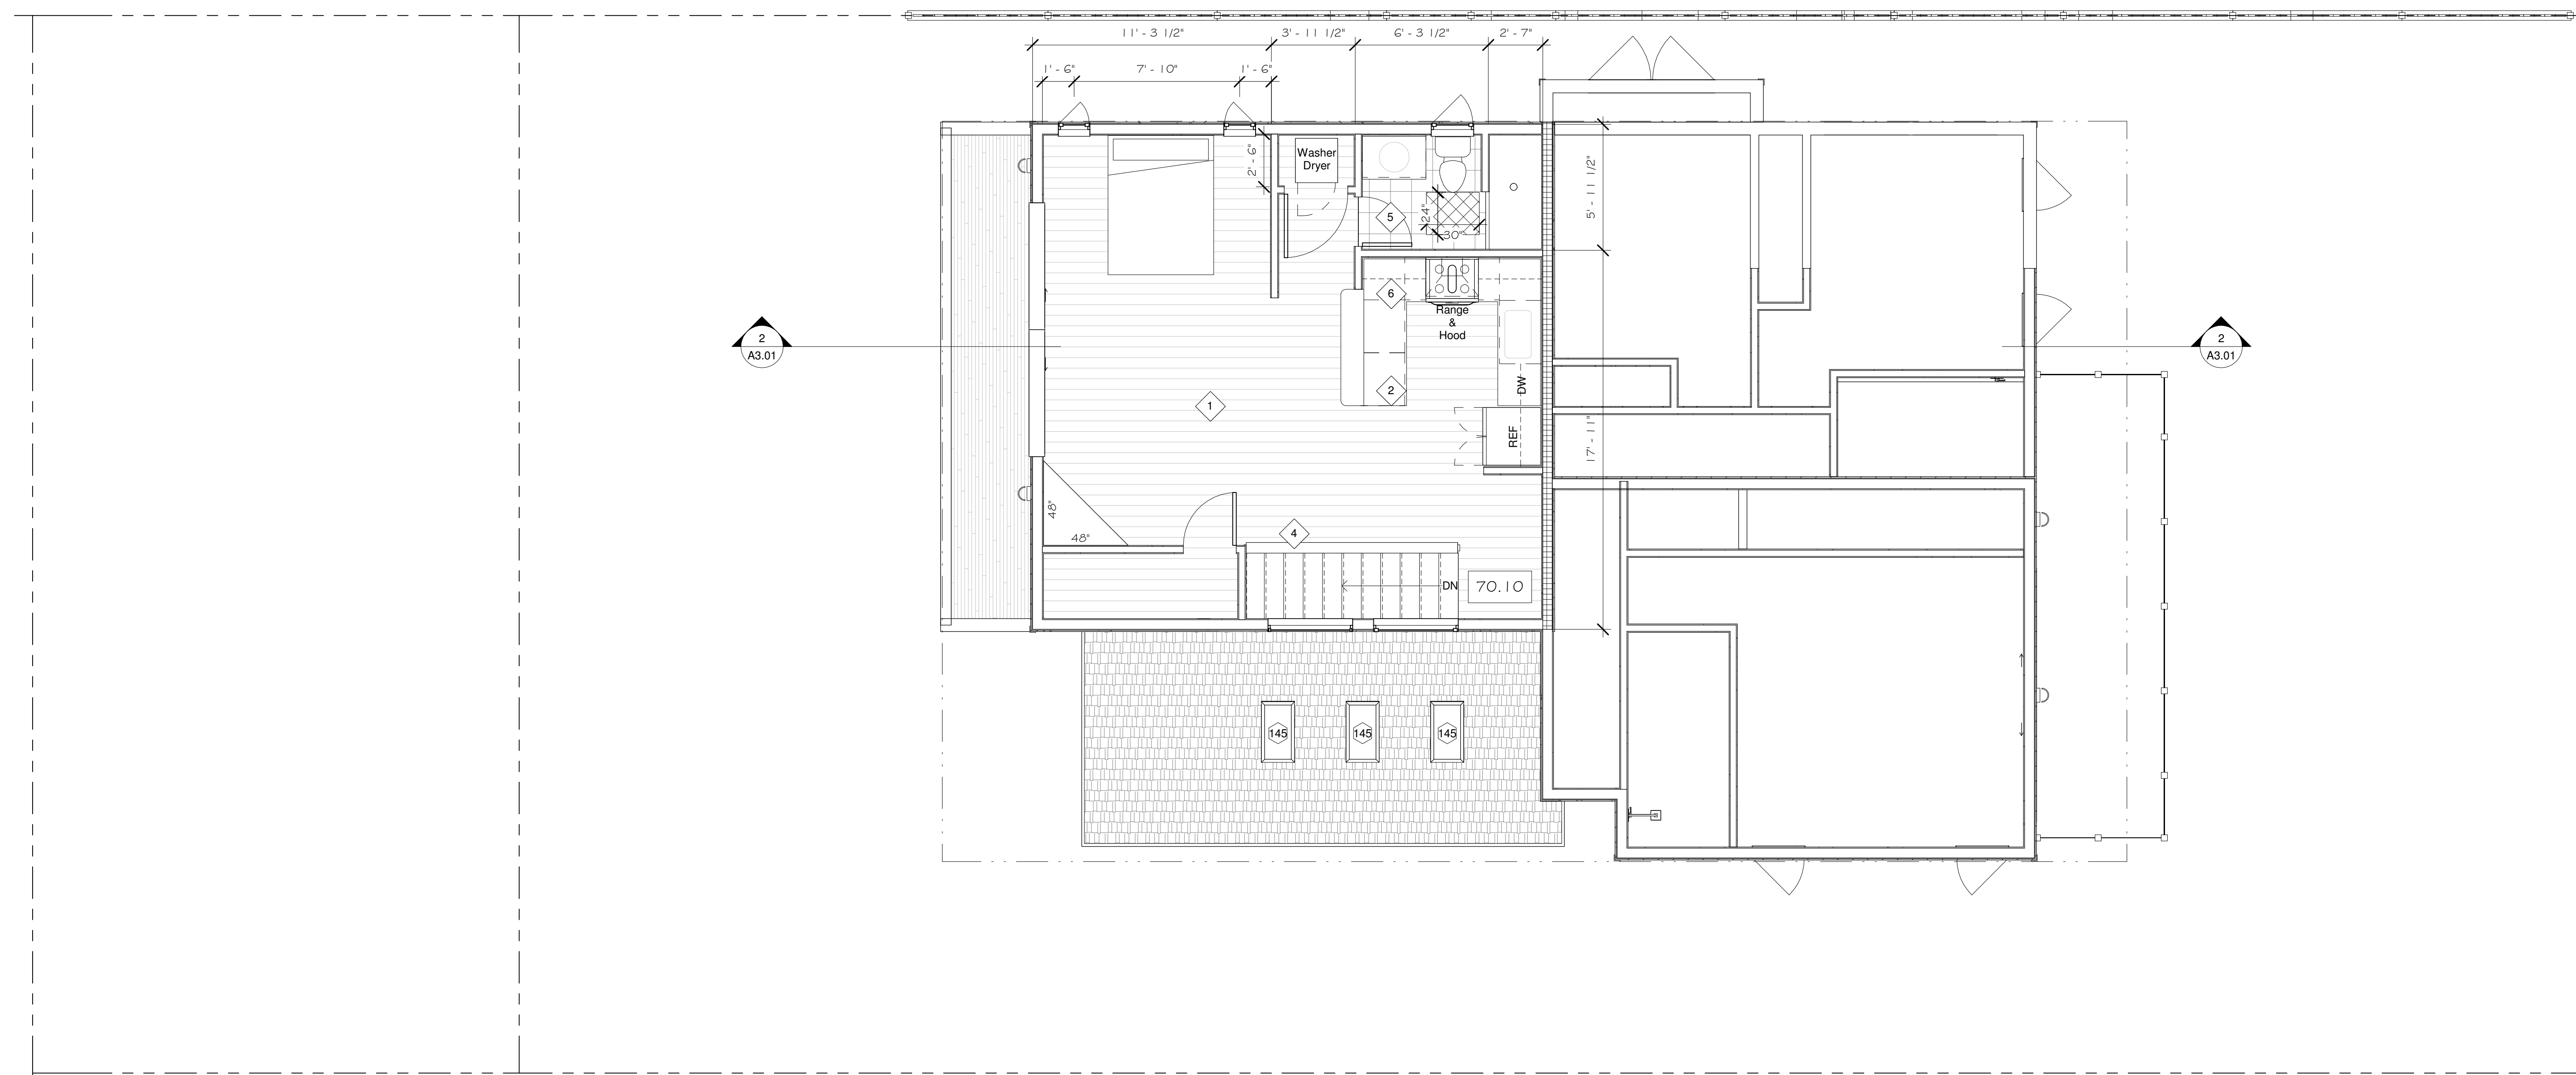 11' - 3 1/2"
3' - 11 1/2"
6' - 3 1/2"
2' - 7"
1' - 6"
7' - 10"
1' - 6"
2' - 6"
Washer
Dryer
5' - 11 1/2"
5
24"
30"
6
Range
&
Hood
2
A3.01
2
A3.01
DW
2
1
REF
17' - 11"
48"
48"
4
DN
70.10
145
145
145